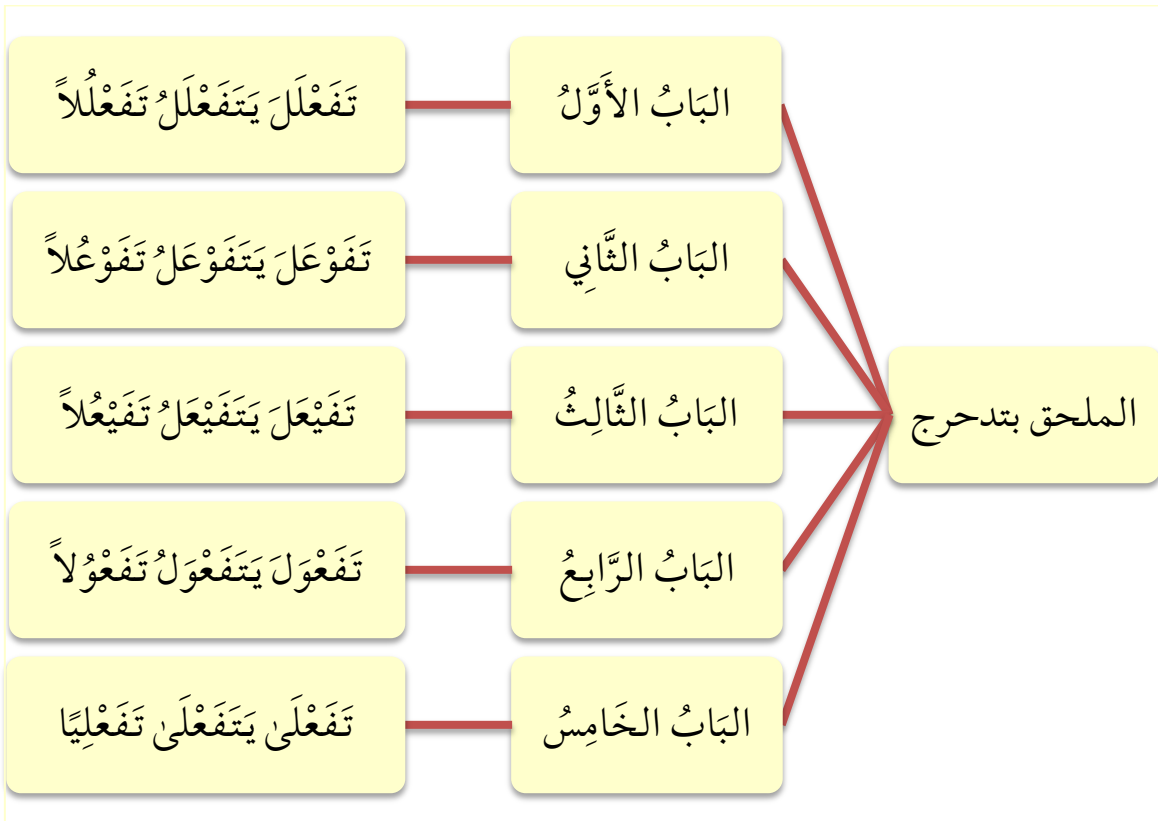 الملحق بتدحرج
البَابُ الأَوَّلُ
تَفَعْلَلَ يَتَفَعْلَلُ تَفَعْلُلاً
البَابُ الثَّانِي
تَفَوْعَلَ يَتَفَوْعَلُ تَفَوْعُلاً
البَابُ الثَّالِثُ
تَفَيْعَلَ يَتَفَيْعَلُ تَفَيْعُلاً
البَابُ الرَّابِعُ
تَفَعْوَلَ يَتَفَعْوَلُ تَفَعْوُلاً
البَابُ الخَامِسُ
تَفَعْلَىٰ يَتَفَعْلَىٰ تَفَعْلِيًا